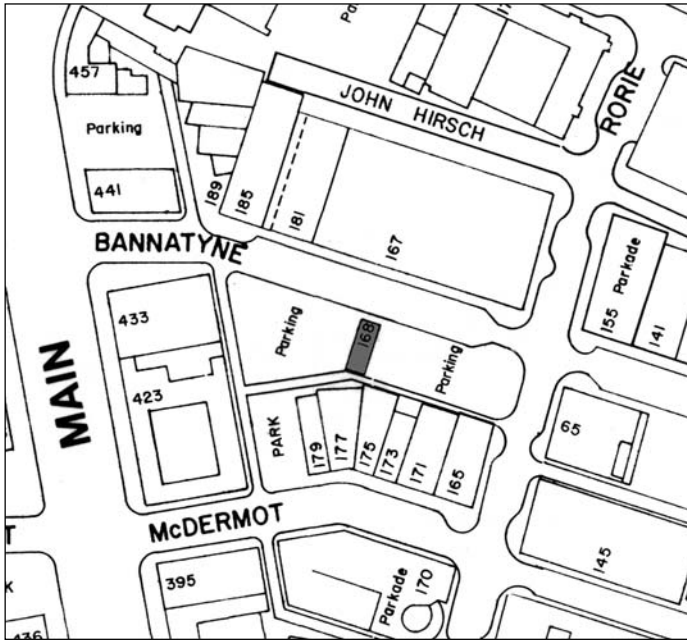 457
Parking
441
189
185
181
167
JOHN HIRSCH
RORIE
BANNATYNE
433
423
MAIN
Parking
168
Parking
155
Parkade
141
65
PARK
179
177
175
173
171
165
McDERMOT
145
395
Parkade
170